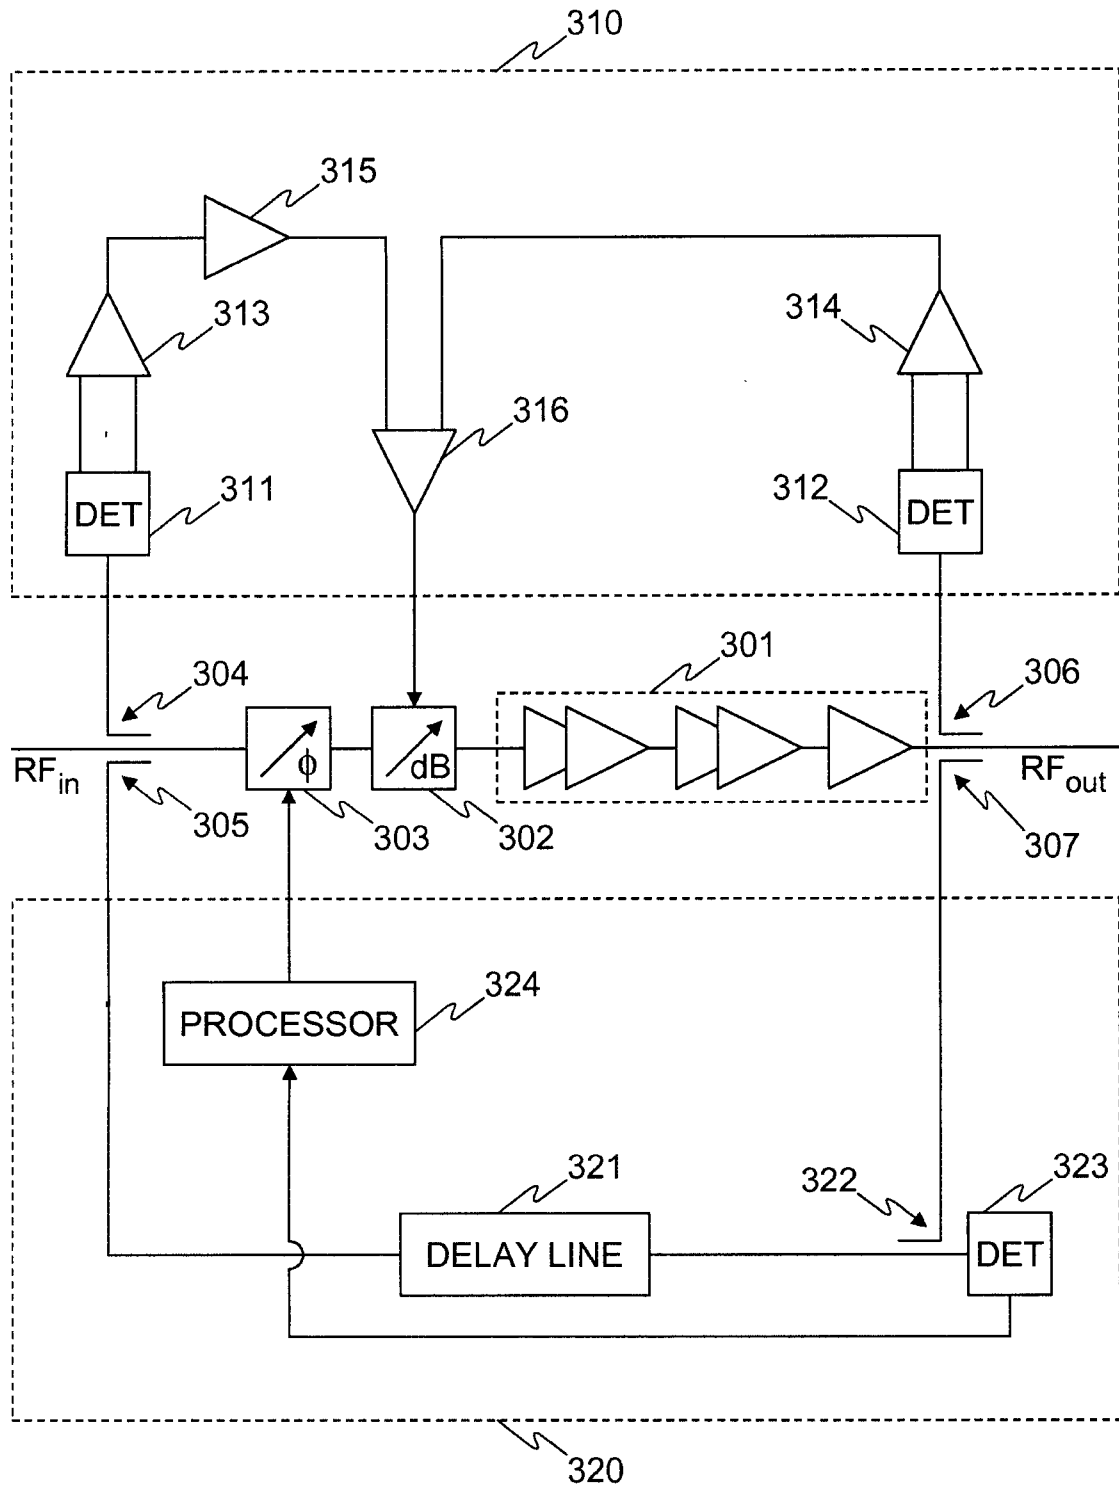 310
315
313
314
316
311
DET
312
DET
301
304
306
RFin
ϕ
dB
RFout
305
303
302
307
324
PROCESSOR
321
322
323
DELAY LINE
DET
320